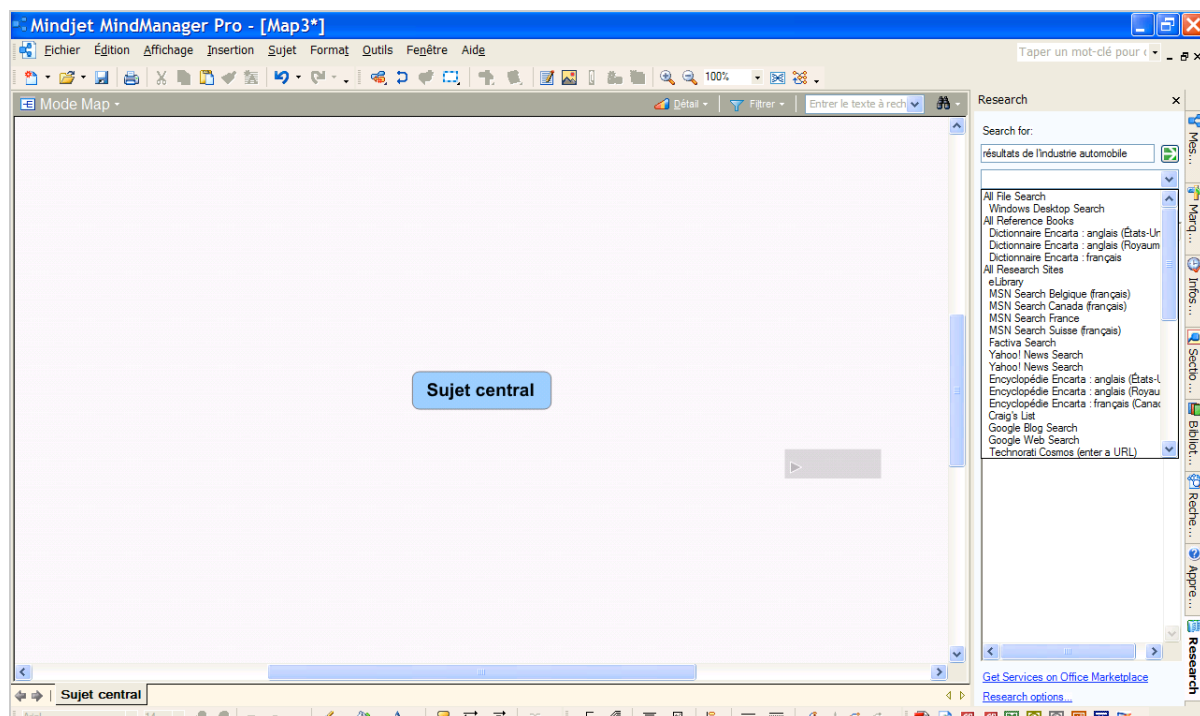 Mindjet MindManager Pro - [Map3*]
Fichier Édition Affichage Insertion Sujet Format Outils Fenêtre Aide
Taper un mot-clé pour
100%
Mode Map
Détail Filtrer Entrer le texte à rech
Research
Search for:
résultats de l'industrie automobile
All File Search
Windows Desktop Search
All Reference Books
Dictionnaire Encarta : anglais (États-Un
Dictionnaire Encarta : anglais (Royaum
Dictionnaire Encarta : français
All Research Sites
eLibrary
MSN Search Belgique (français)
MSN Search Canada (français)
MSN Search France
MSN Search Suisse (français)
Factiva Search
Yahoo! News Search
Yahoo! News Search
Encyclopédie Encarta : anglais (États-U
Encyclopédie Encarta : anglais (Royau
Encyclopédie Encarta : français (Canad
Craig's List
Google Blog Search
Google Web Search
Technorati Cosmos (enter a URL)
Sujet central
Get Services on Office Marketplace
Research options...
Mes...
Marq...
Infos...
Sectio...
Bibliot...
Reche...
Appre...
Research
Sujet central